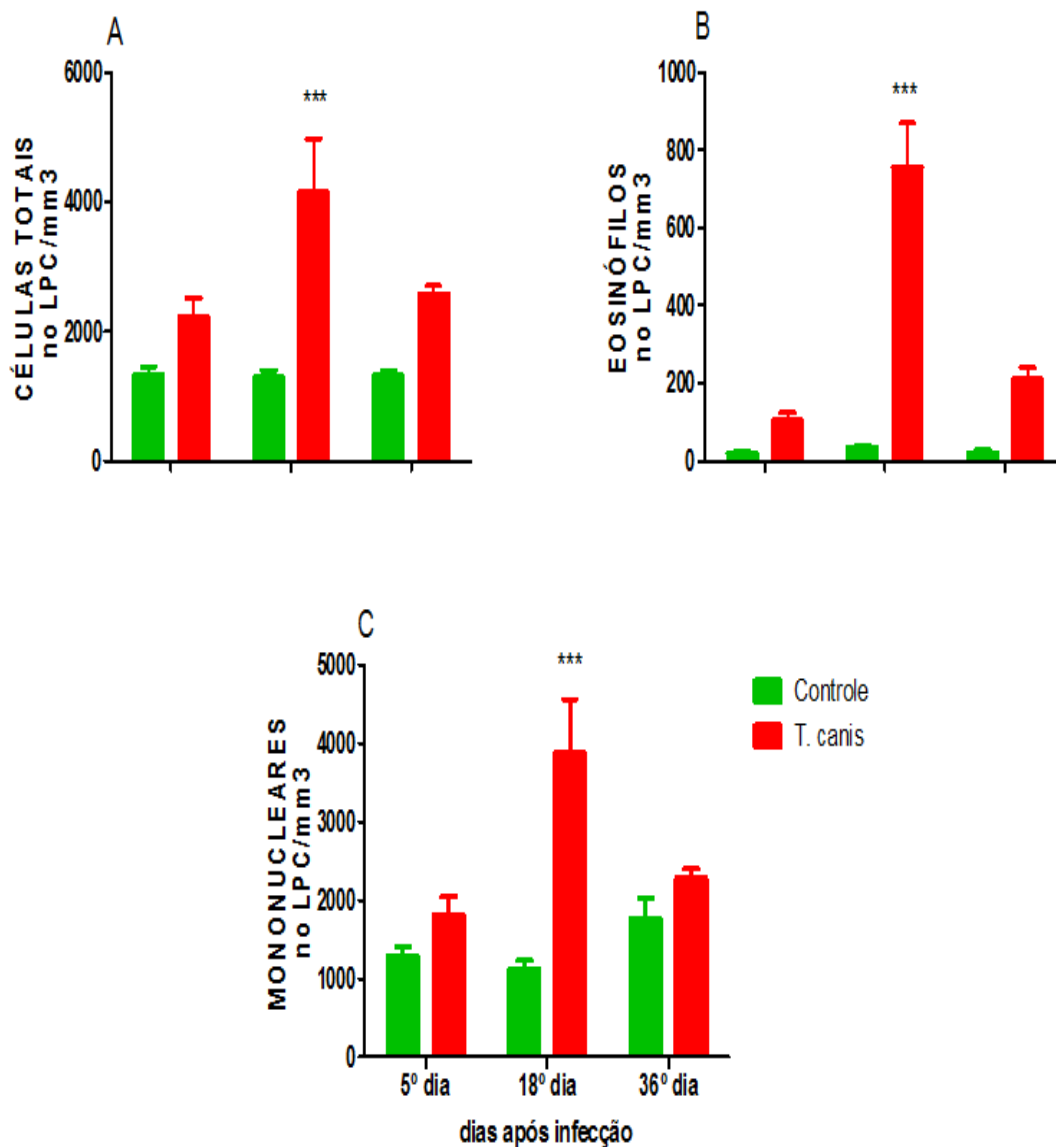 A
CÉLULAS TOTAIS
no LPC/mm3
6000
4000
2000
0
***
B
EOSINÓFILOS
no LPC/mm3
1000
800
600
400
200
0
***
C
MONONUCLEARES
no LPC/mm3
5000
4000
3000
2000
1000
0
***
Controle
T. canis
5º dia 18º dia 36º dia
dias após infecção